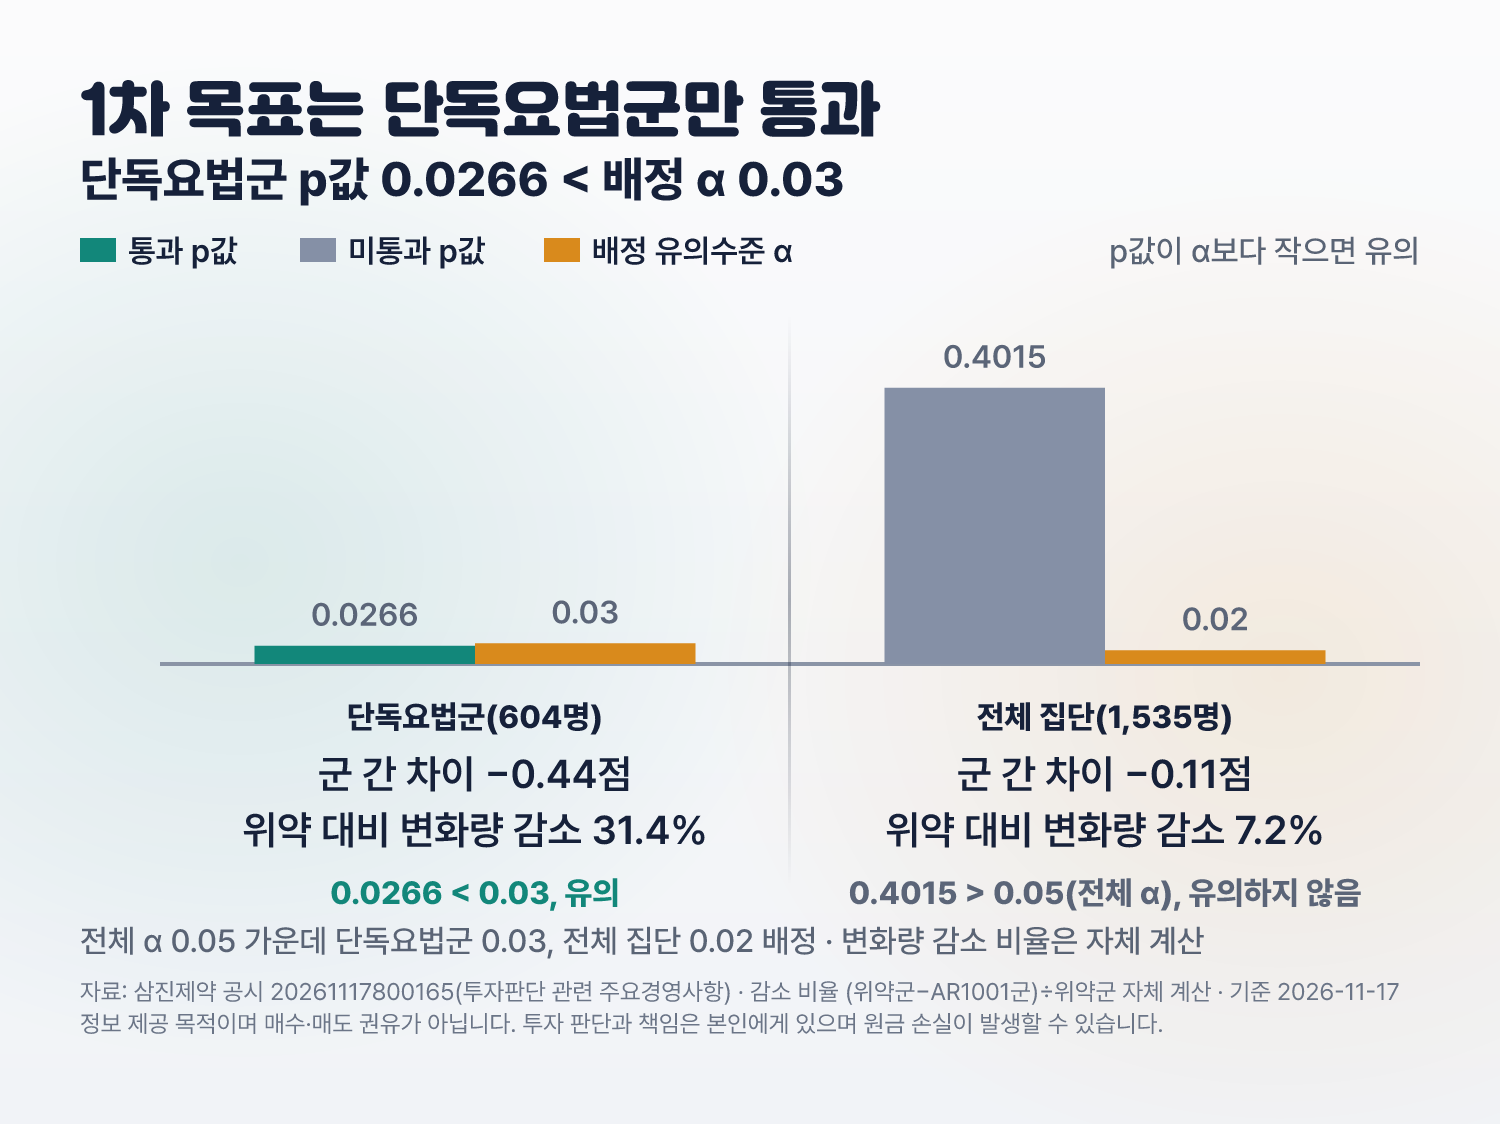 1차 목표는 단독요법군만 통과
단독요법군 p값 0.0266 < 배정 α 0.03
통과 p값 미통과 p값 배정 유의수준 α p값이 α보다 작으면 유의
0.4015
0.0266 0.03 0.02
단독요법군(604명) 전체 집단(1,535명)
군 간 차이 −0.44점 군 간 차이 −0.11점
위약 대비 변화량 감소 31.4% 위약 대비 변화량 감소 7.2%
0.0266 < 0.03, 유의 0.4015 > 0.05(전체 α), 유의하지 않음
전체 α 0.05 가운데 단독요법군 0.03, 전체 집단 0.02 배정 · 변화량 감소 비율은 자체 계산
자료: 삼진제약 공시 20261117800165(투자판단 관련 주요경영사항) · 감소 비율 (위약군−AR1001군)÷위약군 자체 계산 · 기준 2026-11-17
정보 제공 목적이며 매수·매도 권유가 아닙니다. 투자 판단과 책임은 본인에게 있으며 원금 손실이 발생할 수 있습니다.